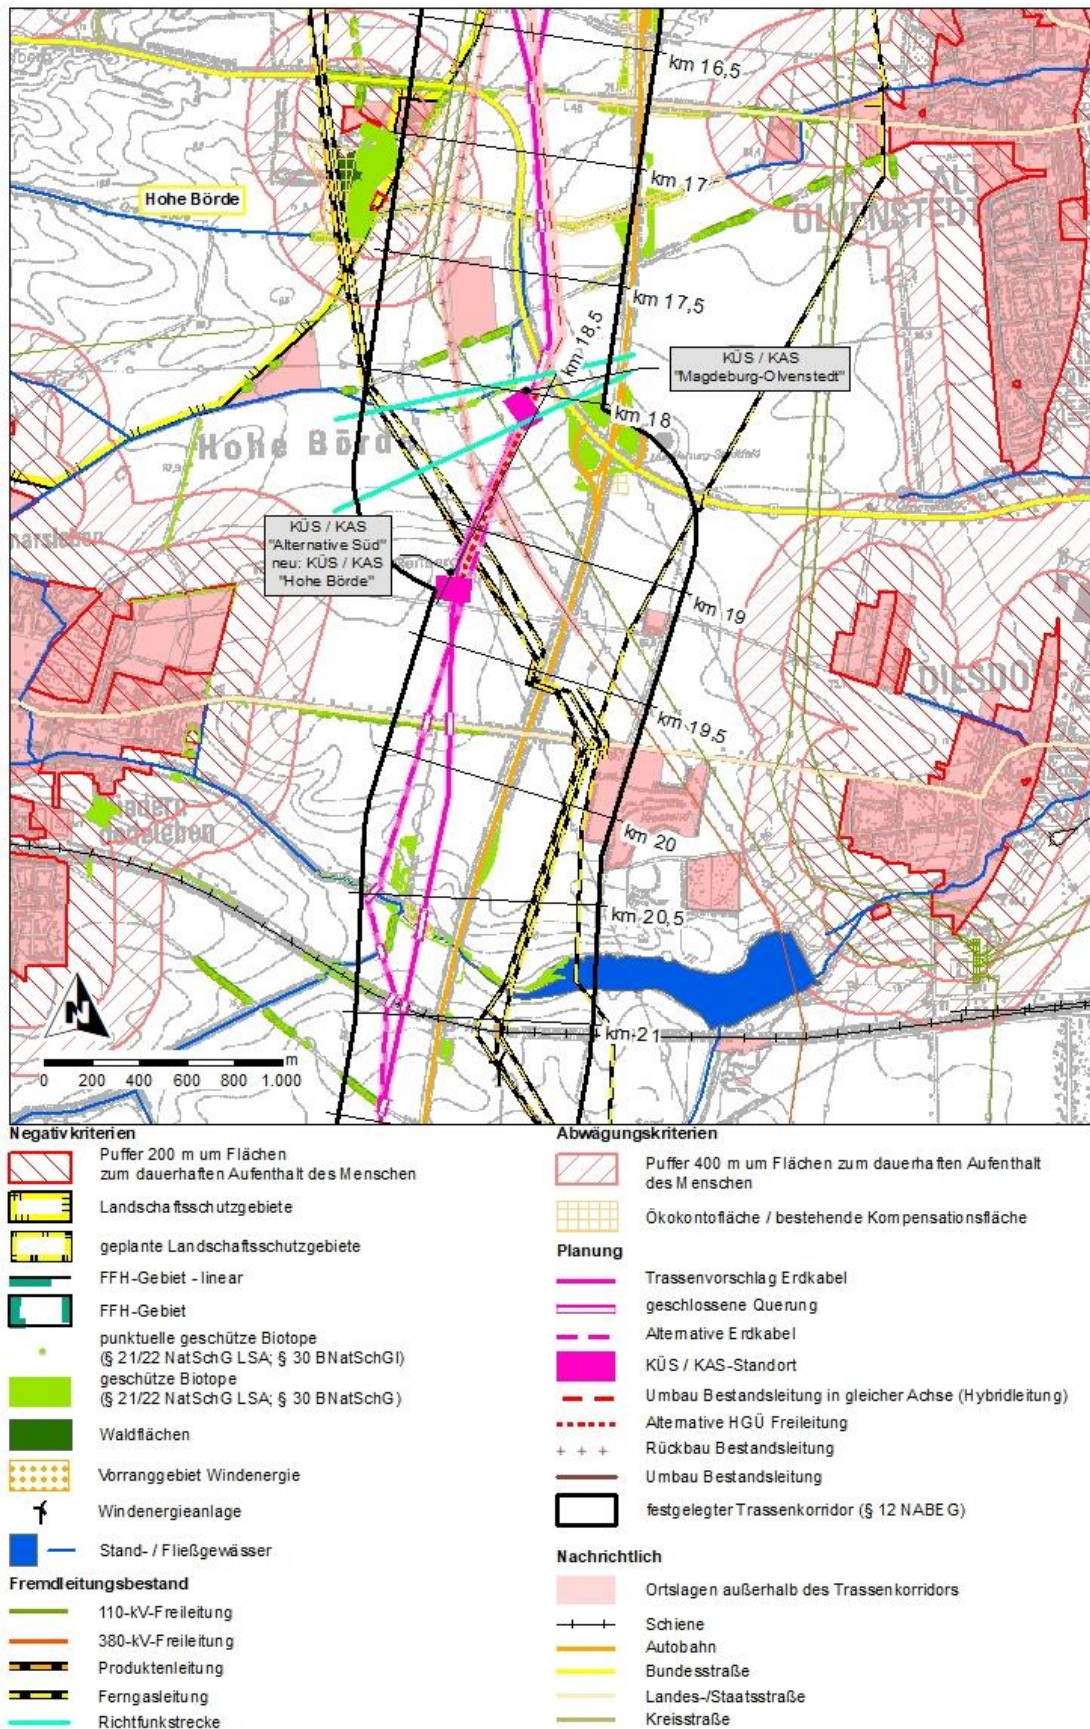 km 16,5
L 48
km 17
Hohe Börde
ALT
OLVENSTEDT
km 17,5
km 18,5
KÜS / KAS
"Magdeburg-Olvenstedt"
km 18
Hohe Börd
KÜS / KAS
"Alternative Süd"
neu: KÜS / KAS
"Hohe Börde"
km 19
DIESDOR
km 19,5
km 20
km 20,5
km 21
N
m
0 200 400 600 800 1.000
Negativkriterien
Puffer 200 m um Flächen
zum dauerhaften Aufenthalt des Menschen
Landschaftsschutzgebiete
geplante Landschaftsschutzgebiete
FFH-Gebiet - linear
FFH-Gebiet
punktuelle geschütze Biotope
(§ 21/22 NatSchG LSA; § 30 BNatSchGl)
geschütze Biotope
(§ 21/22 NatSchG LSA; § 30 BNatSchG)
Waldflächen
Vorranggebiet Windenergie
Windenergieanlage
Stand- / Fließgewässer
Fremdleitungsbestand
110-kV-Freileitung
380-kV-Freileitung
Produktenleitung
Ferngasleitung
Richtfunkstrecke
Abwägungskriterien
Puffer 400 m um Flächen zum dauerhaften Aufenthalt
des Menschen
Ökokontofläche / bestehende Kompensationsfläche
Planung
Trassenvorschlag Erdkabel
geschlossene Querung
Alternative Erdkabel
KÜS / KAS-Standort
Umbau Bestandsleitung in gleicher Achse (Hybridleitung)
Alternative HGÜ Freileitung
Rückbau Bestandsleitung
Umbau Bestandsleitung
festgelegter Trassenkorridor (§ 12 NABEG)
Nachrichtlich
Ortslagen außerhalb des Trassenkorridors
Schiene
Autobahn
Bundesstraße
Landes-/Staatsstraße
Kreisstraße